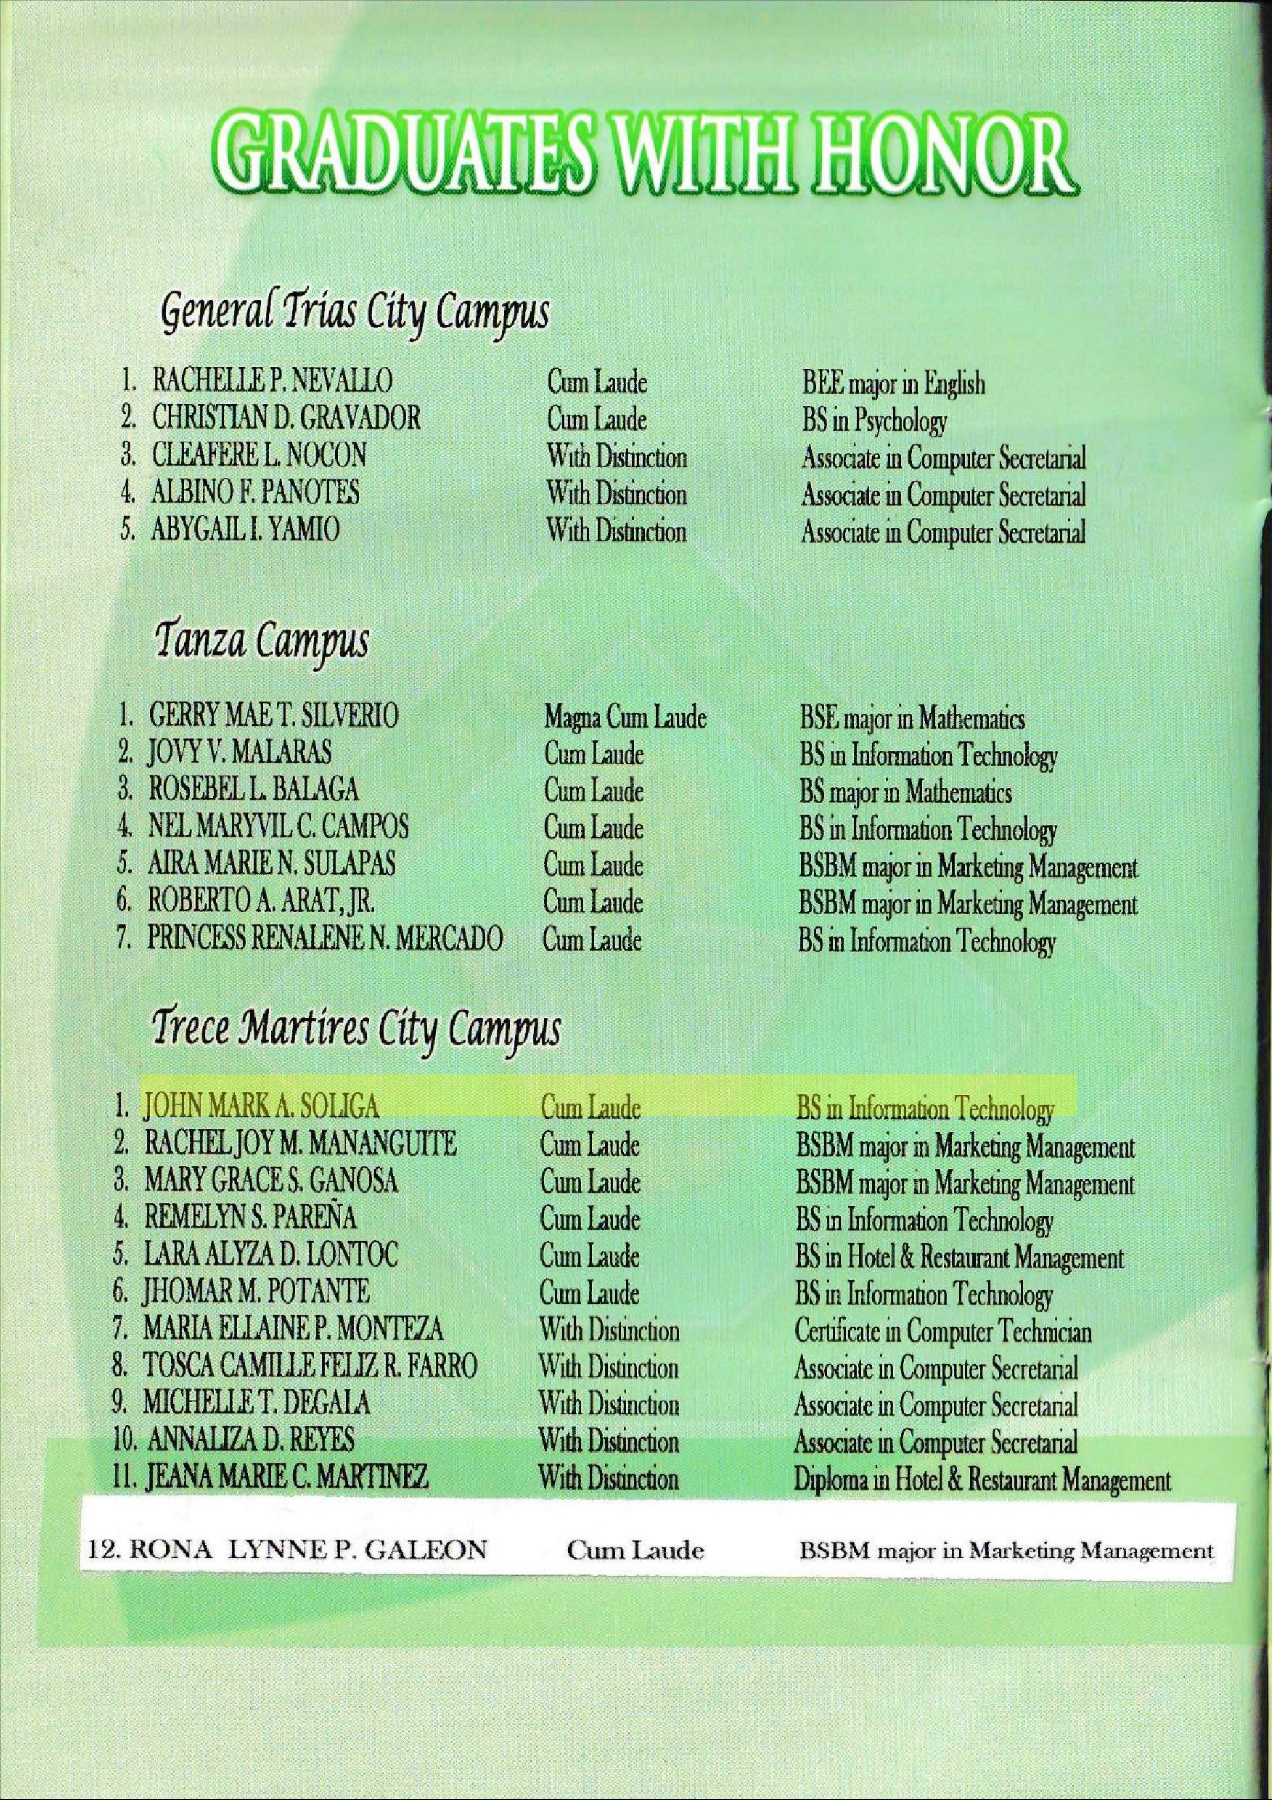 GRADUATES WITH HONOR
General Trias City Campus
1. RACHELLE P. NEVALLO Cum Laude BEE major in English
2. CHRISTIAN D. GRAVADOR Cum Laude BS in Psychology
3. CLEAFERE L. NOCON With Distinction Associate in Computer Secretarial
4. ALBINO F. PANOTES With Distinction Associate in Computer Secretarial
5. ABYGAIL I. YAMIO With Distinction Associate in Computer Secretarial
Tanza Campus
1. GERRY MAE T. SILVERIO Magna Cum Laude BSE major in Mathematics
2. JOVY V. MALARAS Cum Laude BS in Information Technology
3. ROSEBEL L. BALAGA Cum Laude BS major in Mathematics
4. NEL MARYVIL C. CAMPOS Cum Laude BS in Information Technology
5. AIRA MARIE N. SULAPAS Cum Laude BSBM major in Marketing Management
6. ROBERTO A. ARAT, JR. Cum Laude BSBM major in Marketing Management
7. PRINCESS RENALENE N. MERCADO Cum Laude BS in Information Technology
Trece Martires City Campus
1. JOHN MARK A. SOLIGA Cum Laude BS in Information Technology
2. RACHEL JOY M. MANANGUITE Cum Laude BSBM major in Marketing Management
3. MARY GRACE S. GANOSA Cum Laude BSBM major in Marketing Management
4. REMELYN S. PAREÑA Cum Laude BS in Information Technology
5. LARA ALYZA D. LONTOC Cum Laude BS in Hotel & Restaurant Management
6. JHOMAR M. POTANTE Cum Laude BS in Information Technology
7. MARIA ELLAINE P. MONTEZA With Distinction Certificate in Computer Technician
8. TOSCA CAMILLE FELIZ R. FARRO With Distinction Associate in Computer Secretarial
9. MICHELLE T. DEGALA With Distinction Associate in Computer Secretarial
10. ANNALIZA D. REYES With Distinction Associate in Computer Secretarial
11. JEANA MARIE C. MARTINEZ With Distinction Diploma in Hotel & Restaurant Management
12. RONA LYNNE P. GALEON Cum Laude BSBM major in Marketing Management